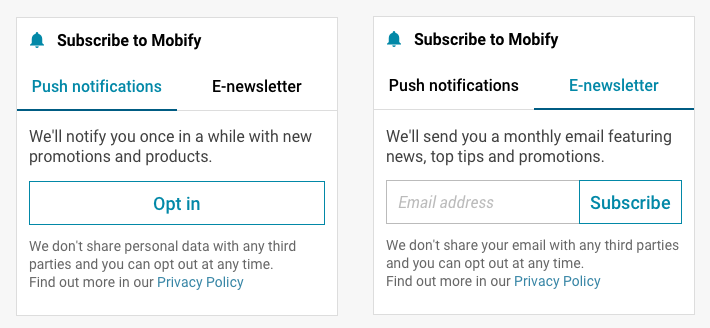 Subscribe to Mobify
Push notifications
E-newsletter
We'll notify you once in a while with new
promotions and products.
Opt in
We don't share personal data with any third
parties and you can opt out at any time.
Find out more in our Privacy Policy
Subscribe to Mobify
Push notifications
E-newsletter
We'll send you a monthly email featuring
news, top tips and promotions.
Email address
Subscribe
We don't share your email with any third parties
and you can opt out at any time.
Find out more in our Privacy Policy